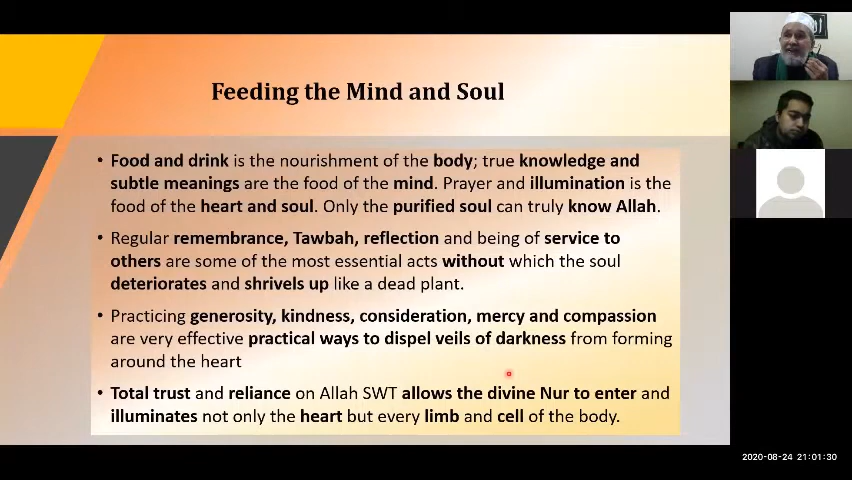 Feeding the Mind and Soul
• Food and drink is the nourishment of the body; true knowledge and
subtle meanings are the food of the mind. Prayer and illumination is the
food of the heart and soul. Only the purified soul can truly know Allah.
• Regular remembrance, Tawbah, reflection and being of service to
others are some of the most essential acts without which the soul
deteriorates and shrivels up like a dead plant.
• Practicing generosity, kindness, consideration, mercy and compassion
are very effective practical ways to dispel veils of darkness from forming
around the heart
• Total trust and reliance on Allah SWT allows the divine Nur to enter and
illuminates not only the heart but every limb and cell of the body.
2020-08-24 21:01:30